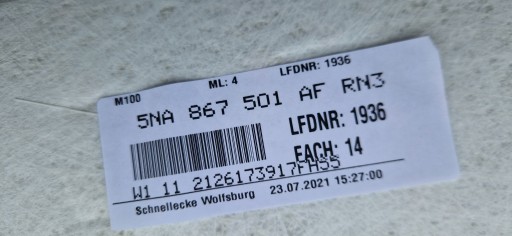 M100 ML: 4 LFDNR: 1936
5NA 867 501 AF RN3
LFDNR: 1936
FACH: 14
W1 11 2126173917FH55
Schnellecke Wolfsburg 23.07.2021 15:27:00